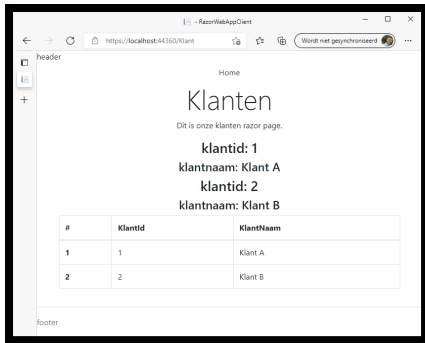 - RazorWebAppClient
https://localhost:44360/Klant
Wordt niet gesynchroniseerd
header
Home
Klanten
Dit is onze klanten razor page.
klantid: 1
klantnaam: Klant A
klantid: 2
klantnaam: Klant B
# KlantId KlantNaam
1 1 Klant A
2 2 Klant B
footer